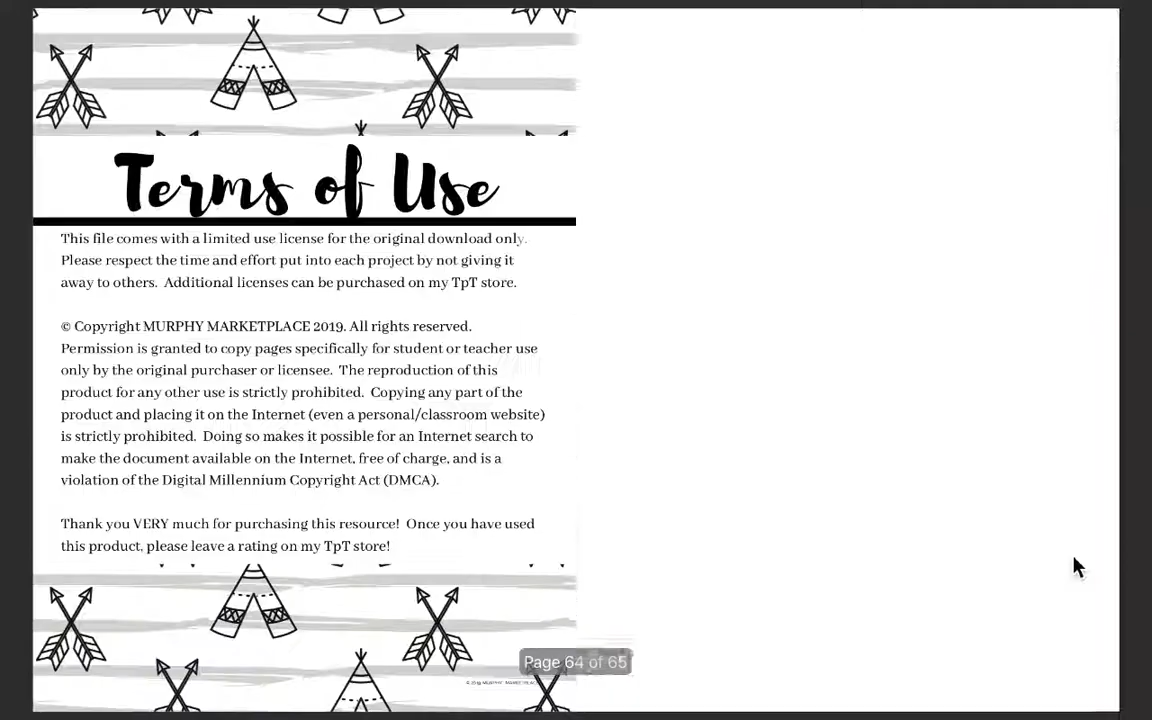 Terms of Use
This file comes with a limited use license for the original download only.
Please respect the time and effort put into each project by not giving it
away to others.  Additional licenses can be purchased on my TpT store.
© Copyright MURPHY MARKETPLACE 2019. All rights reserved.
Permission is granted to copy pages specifically for student or teacher use
only by the original purchaser or licensee.  The reproduction of this
product for any other use is strictly prohibited.  Copying any part of the
product and placing it on the Internet (even a personal/classroom website)
is strictly prohibited.  Doing so makes it possible for an Internet search to
make the document available on the Internet, free of charge, and is a
violation of the Digital Millennium Copyright Act (DMCA).
Thank you VERY much for purchasing this resource!  Once you have used
this product, please leave a rating on my TpT store!
Page 64 of 65